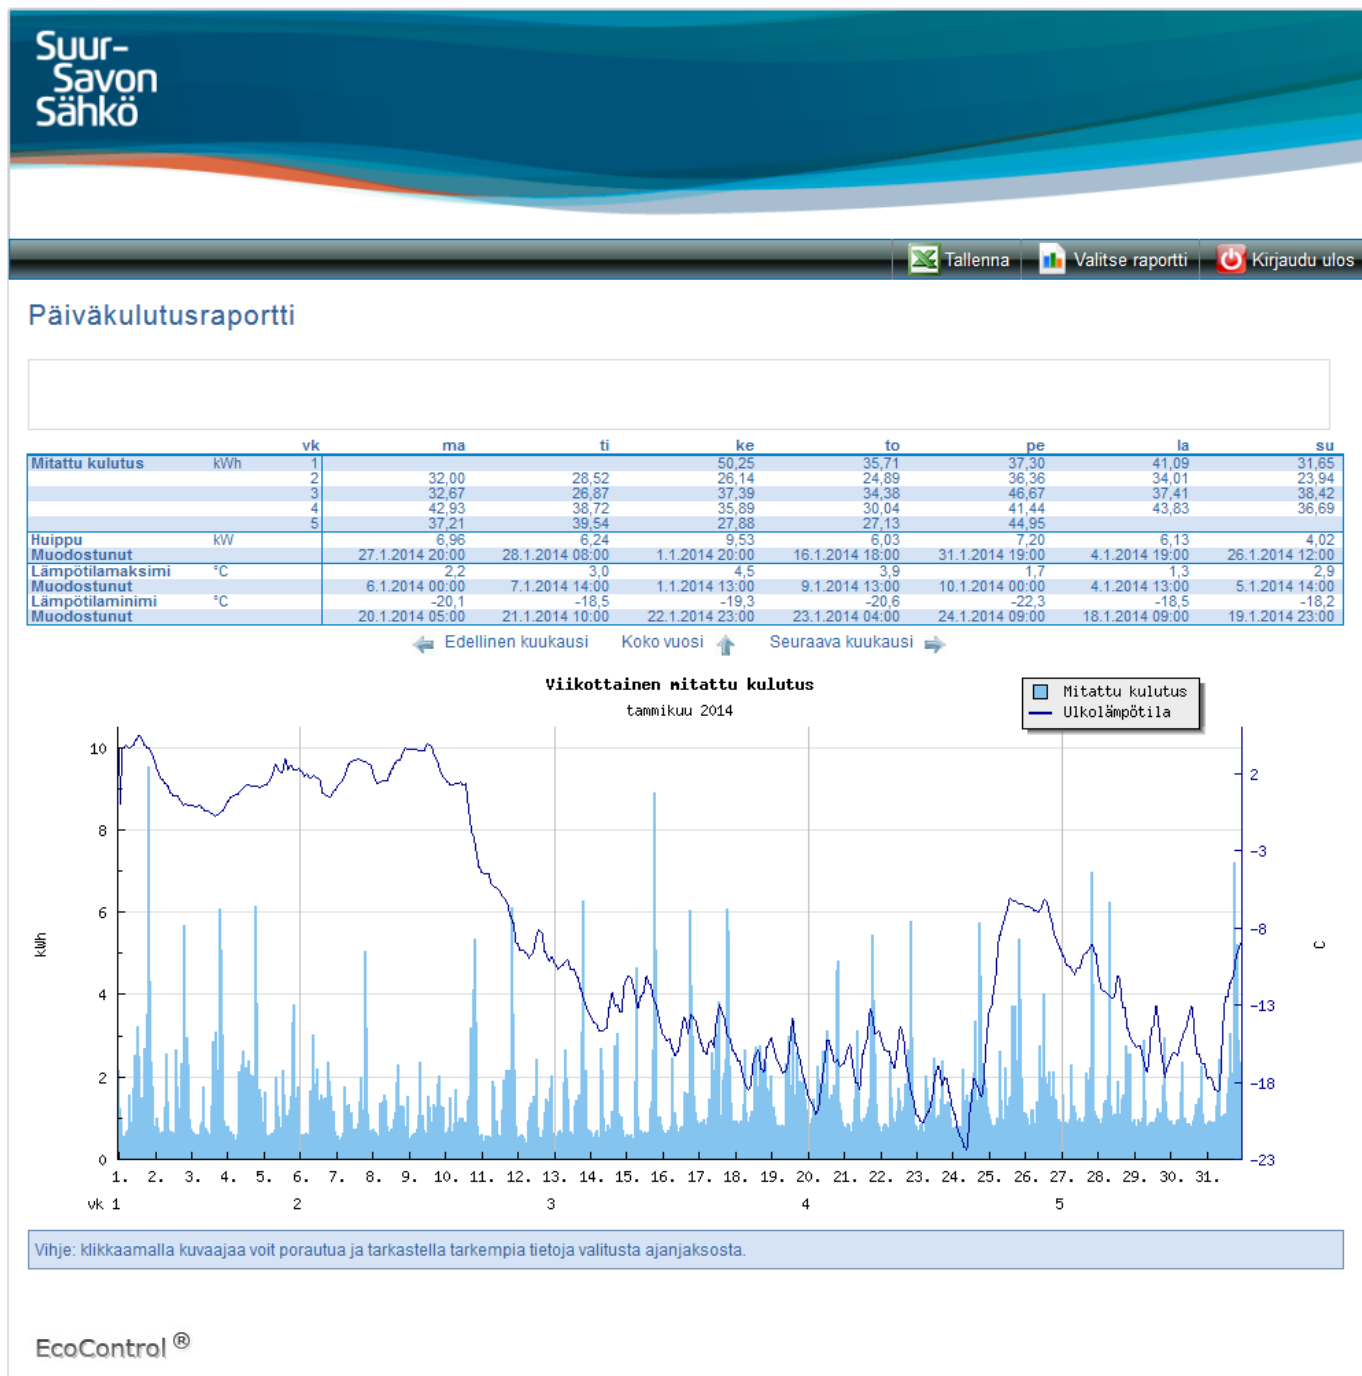 Suur-
Savon
Sähkö
Tallenna Valitse raportti Kirjaudu ulos
Päiväkulutusraportti
vk ma ti ke to pe la su
Mitattu kulutus kWh 1 50,25 35,71 37,30 41,09 31,65
2 32,00 28,52 26,14 24,89 36,36 34,01 23,94
3 32,67 26,87 37,39 34,38 46,67 37,41 38,42
4 42,93 38,72 35,89 30,04 41,44 43,83 36,69
5 37,21 39,54 27,88 27,13 44,95
Huippu kW 6,96 6,24 9,53 6,03 7,20 6,13 4,02
Muodostunut 27.1.2014 20:00 28.1.2014 08:00 1.1.2014 20:00 16.1.2014 18:00 31.1.2014 19:00 4.1.2014 19:00 26.1.2014 12:00
Lämpötilamaksimi °C 2,2 3,0 4,5 3,9 1,7 1,3 2,9
Muodostunut 6.1.2014 00:00 7.1.2014 14:00 1.1.2014 13:00 9.1.2014 13:00 10.1.2014 00:00 4.1.2014 13:00 5.1.2014 14:00
Lämpötilaminimi °C -20,1 -18,5 -19,3 -20,6 -22,3 -18,5 -18,2
Muodostunut 20.1.2014 05:00 21.1.2014 10:00 22.1.2014 23:00 23.1.2014 04:00 24.1.2014 09:00 18.1.2014 09:00 19.1.2014 23:00
Edellinen kuukausi Koko vuosi Seuraava kuukausi
Viikottainen mitattu kulutus
tammikuu 2014
Mitattu kulutus
Ulkolämpötila
10
8
6
4
2
0
kWh
2
-3
-8
-13
-18
-23
C
1. 2. 3. 4. 5. 6. 7. 8. 9. 10. 11. 12. 13. 14. 15. 16. 17. 18. 19. 20. 21. 22. 23. 24. 25. 26. 27. 28. 29. 30. 31.
vk 1 2 3 4 5
Vihje: klikkaamalla kuvaajaa voit porautua ja tarkastella tarkempia tietoja valitusta ajanjaksosta.
EcoControl ®